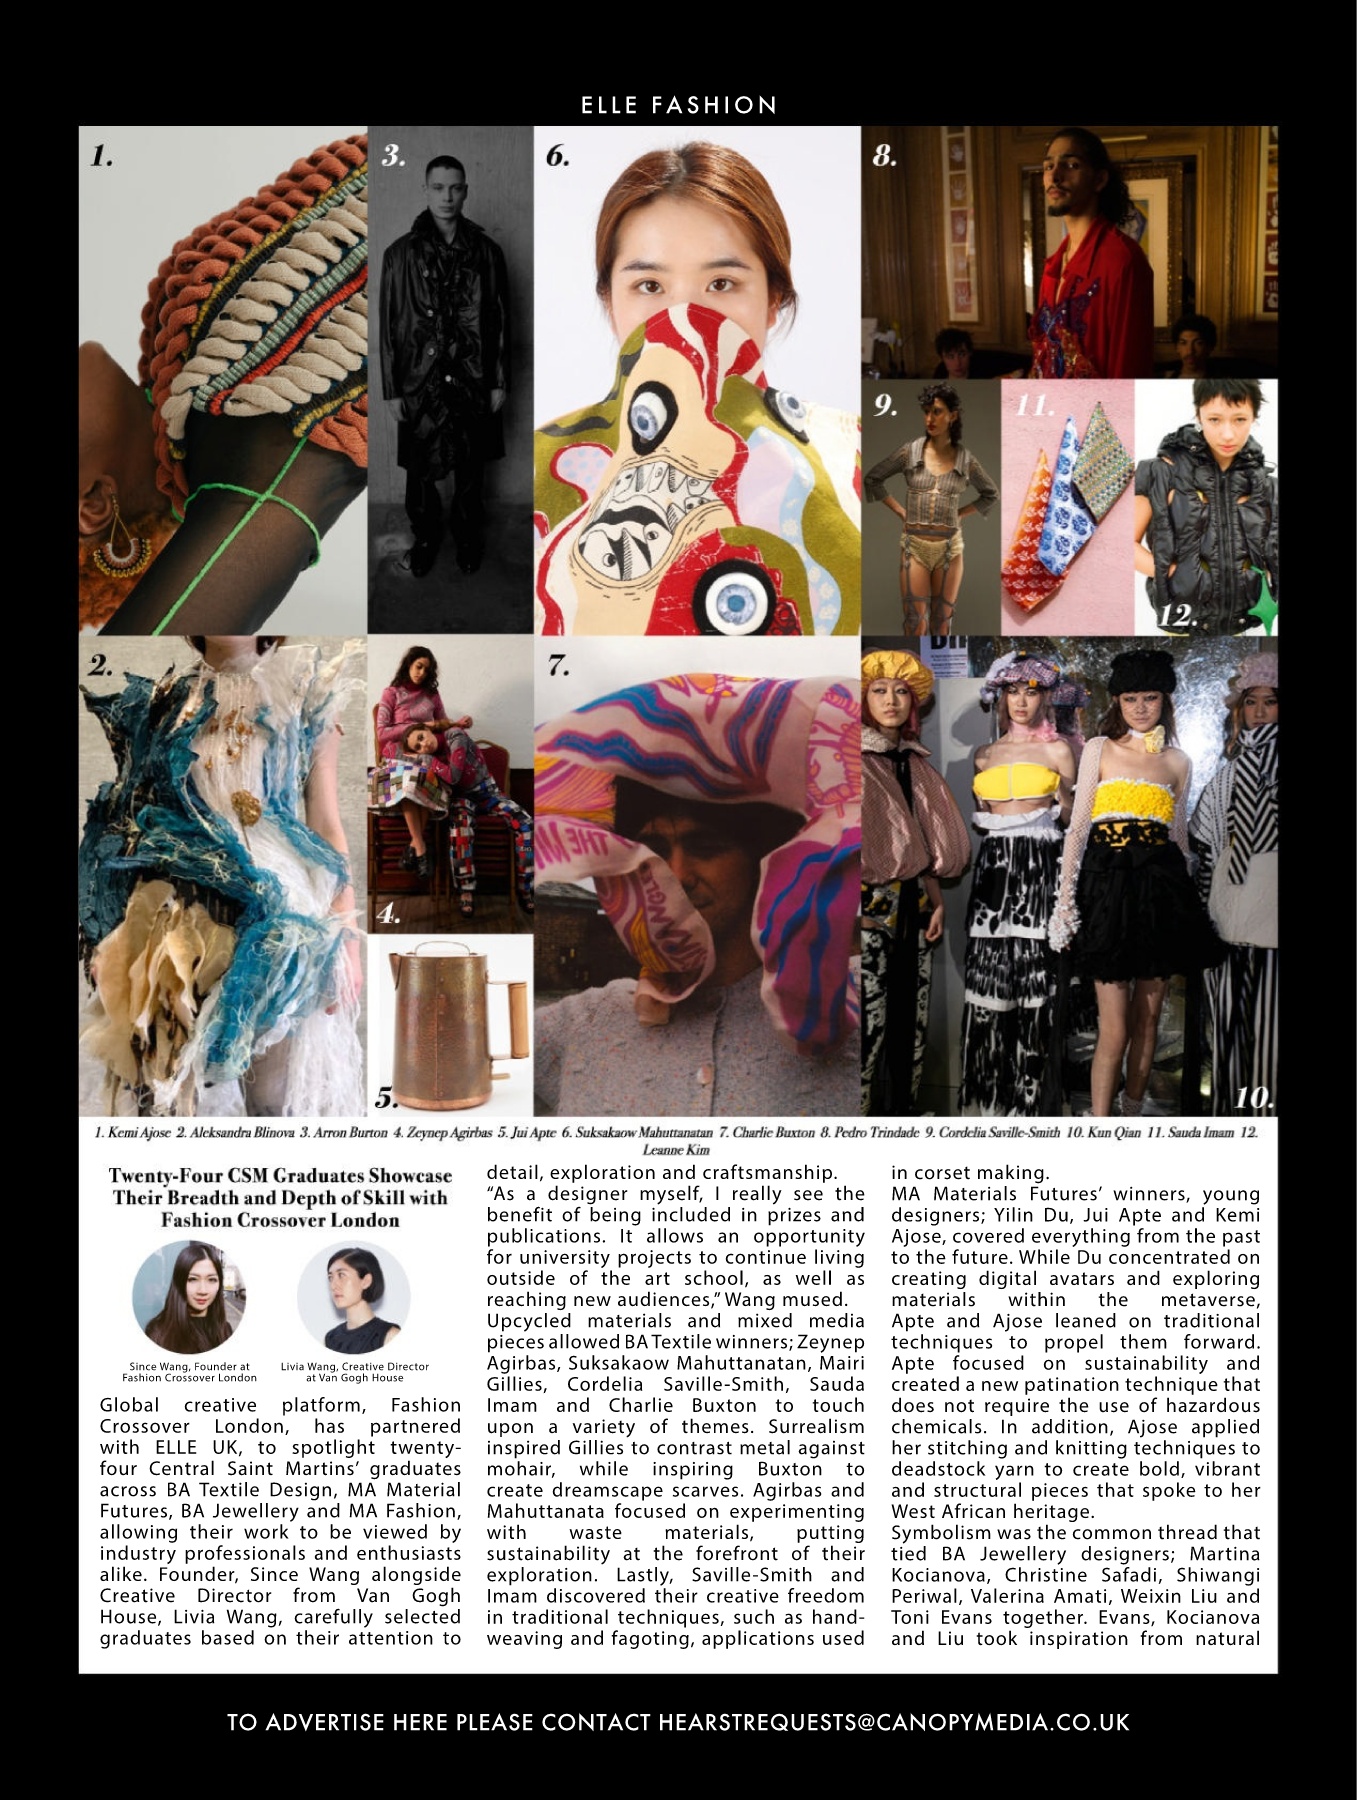 ELLE FASHION
1.
3.
6.
8.
9.
11.
12.
2.
4.
7.
5.
10.
1. Kemi Ajose 2. Aleksandra Blinova 3. Arron Burton 4. Zeynep Agirbas 5. Jui Apte 6. Suksakaow Mahuttanatan 7. Charlie Buxton 8. Pedro Trindade 9. Cordelia Saville-Smith 10. Kun Qian 11. Sauda Imam 12.
Leanne Kim
Twenty-Four CSM Graduates Showcase
Their Breadth and Depth of Skill with
Fashion Crossover London
Since Wang, Founder at
Fashion Crossover London
Livia Wang, Creative Director
at Van Gogh House
Global creative platform, Fashion
Crossover London, has partnered
with ELLE UK, to spotlight twenty-
four Central Saint Martins' graduates
across BA Textile Design, MA Material
Futures, BA Jewellery and MA Fashion,
allowing their work to be viewed by
industry professionals and enthusiasts
alike. Founder, Since Wang alongside
Creative Director from Van Gogh
House, Livia Wang, carefully selected
graduates based on their attention to
detail, exploration and craftsmanship.
“As a designer myself, I really see the
benefit of being included in prizes and
publications. It allows an opportunity
for university projects to continue living
outside of the art school, as well as
reaching new audiences,” Wang mused.
Upcycled materials and mixed media
pieces allowed BA Textile winners; Zeynep
Agirbas, Suksakaow Mahuttanatan, Mairi
Gillies, Cordelia Saville-Smith, Sauda
Imam and Charlie Buxton to touch
upon a variety of themes. Surrealism
inspired Gillies to contrast metal against
mohair, while inspiring Buxton to
create dreamscape scarves. Agirbas and
Mahuttanata focused on experimenting
with waste materials, putting
sustainability at the forefront of their
exploration. Lastly, Saville-Smith and
Imam discovered their creative freedom
in traditional techniques, such as hand-
weaving and fagoting, applications used
in corset making.
MA Materials Futures’ winners, young
designers; Yilin Du, Jui Apte and Kemi
Ajose, covered everything from the past
to the future. While Du concentrated on
creating digital avatars and exploring
materials within the metaverse,
Apte and Ajose leaned on traditional
techniques to propel them forward.
Apte focused on sustainability and
created a new patination technique that
does not require the use of hazardous
chemicals. In addition, Ajose applied
her stitching and knitting techniques to
deadstock yarn to create bold, vibrant
and structural pieces that spoke to her
West African heritage.
Symbolism was the common thread that
tied BA Jewellery designers; Martina
Kocianova, Christine Safadi, Shiwangi
Periwal, Valerina Amati, Weixin Liu and
Toni Evans together. Evans, Kocianova
and Liu took inspiration from natural
TO ADVERTISE HERE PLEASE CONTACT HEARSTREQUESTS@CANOPYMEDIA.CO.UK